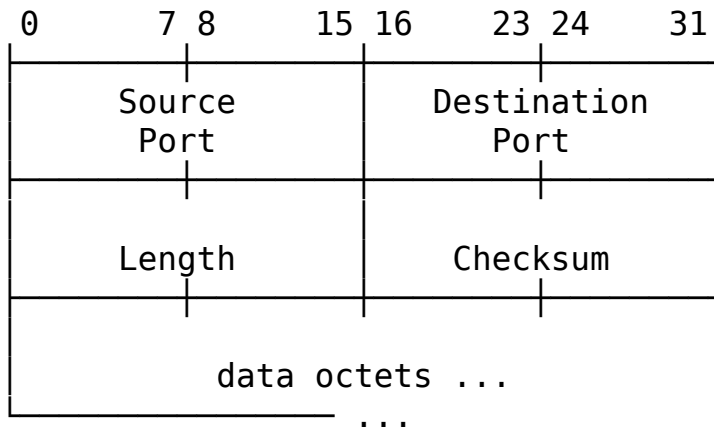 0 7 8 15 16 23 24 31
Source Destination
Port Port
Length Checksum
data octets ...
...